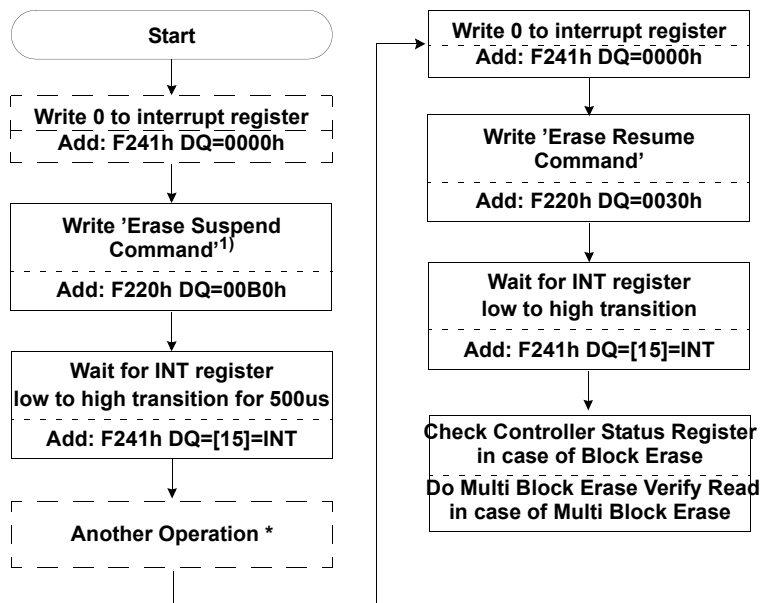 Start
Write 0 to interrupt register
Add: F241h DQ=0000h
Write ’Erase Suspend
Command’1)
Add: F220h DQ=00B0h
Wait for INT register
low to high transition for 500us
Add: F241h DQ=[15]=INT
Another Operation *
Write 0 to interrupt register
Add: F241h DQ=0000h
Write ’Erase Resume
Command’
Add: F220h DQ=0030h
Wait for INT register
low to high transition
Add: F241h DQ=[15]=INT
Check Controller Status Register
in case of Block Erase
Do Multi Block Erase Verify Read
in case of Multi Block Erase